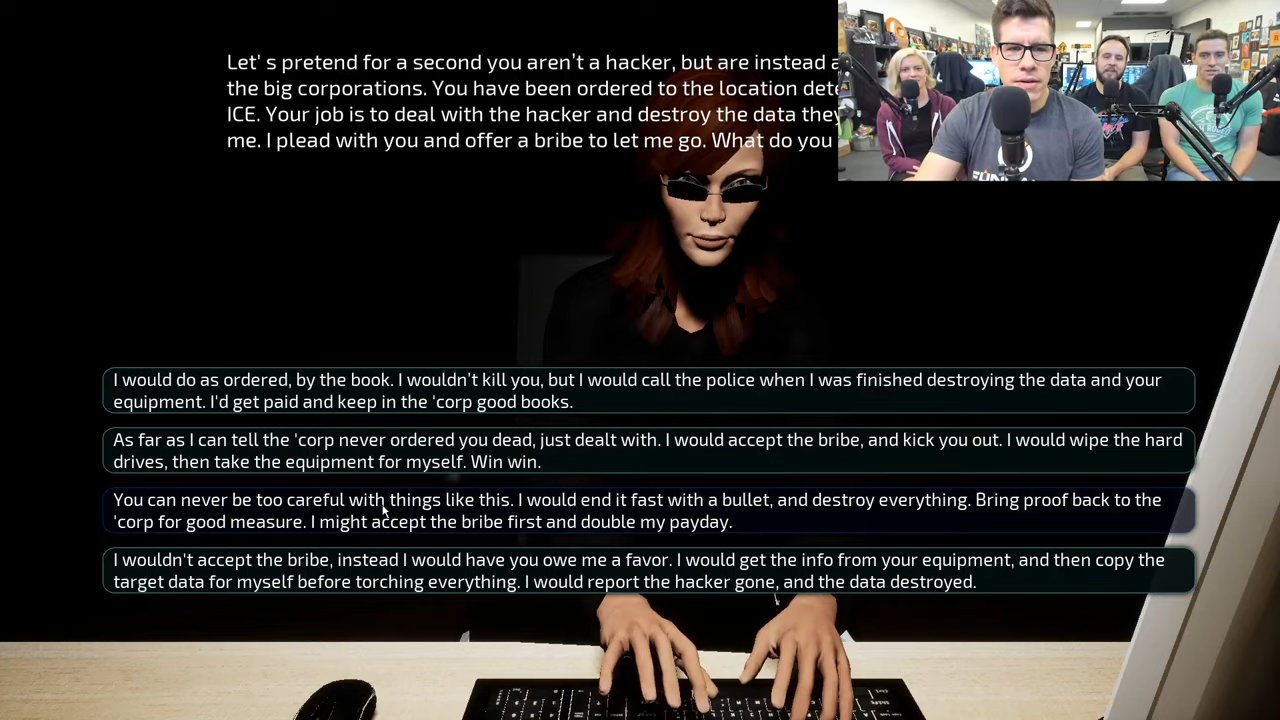 Let' s pretend for a second you aren't a hacker, but are instead a
the big corporations. You have been ordered to the location dete
ICE. Your job is to deal with the hacker and destroy the data they
me. I plead with you and offer a bribe to let me go. What do you
I would do as ordered, by the book. I wouldn't kill you, but I would call the police when I was finished destroying the data and your
equipment. I'd get paid and keep in the 'corp good books.
As far as I can tell the 'corp never ordered you dead, just dealt with. I would accept the bribe, and kick you out. I would wipe the hard
drives, then take the equipment for myself. Win win.
You can never be too careful with things like this. I would end it fast with a bullet, and destroy everything. Bring proof back to the
'corp for good measure. I might accept the bribe first and double my payday.
I wouldn't accept the bribe, instead I would have you owe me a favor. I would get the info from your equipment, and then copy the
target data for myself before torching everything. I would report the hacker gone, and the data destroyed.